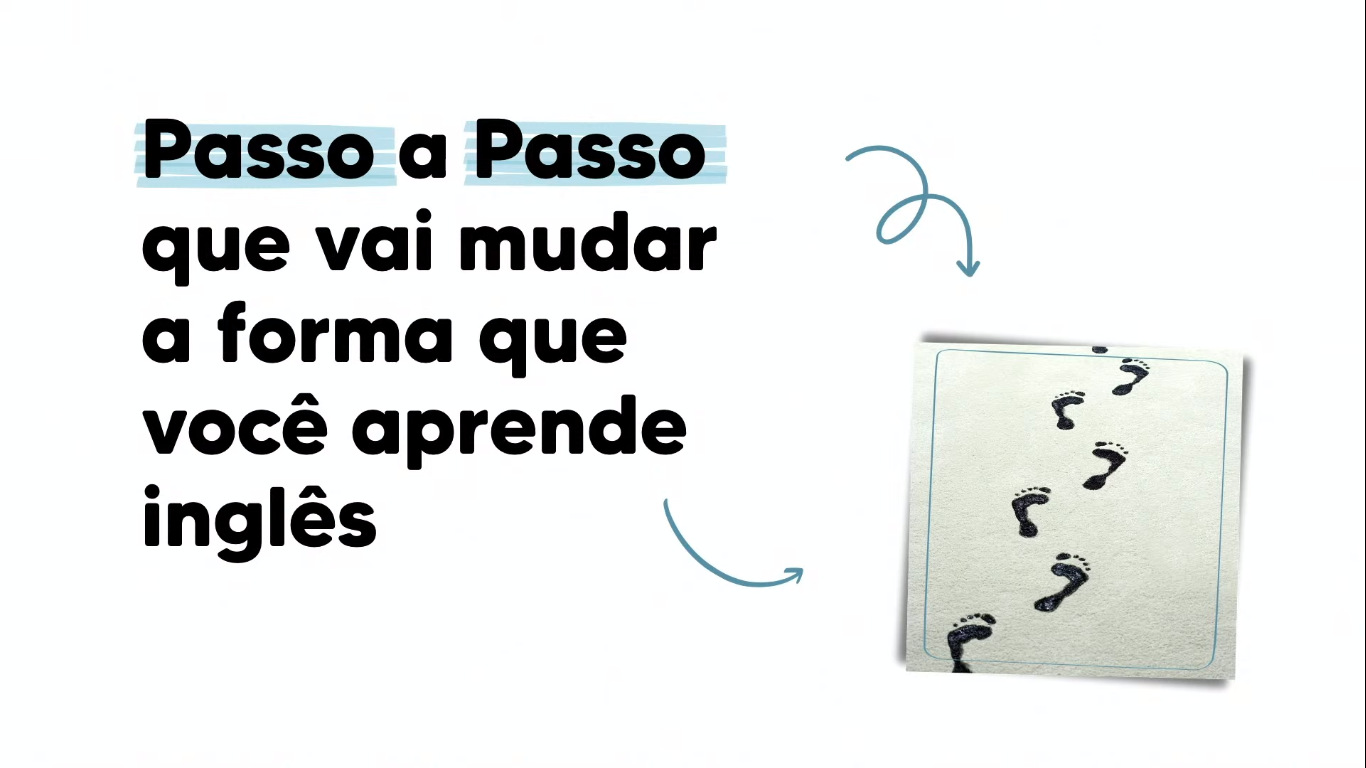 Passo a Passo
que vai mudar
a forma que
você aprende
inglês